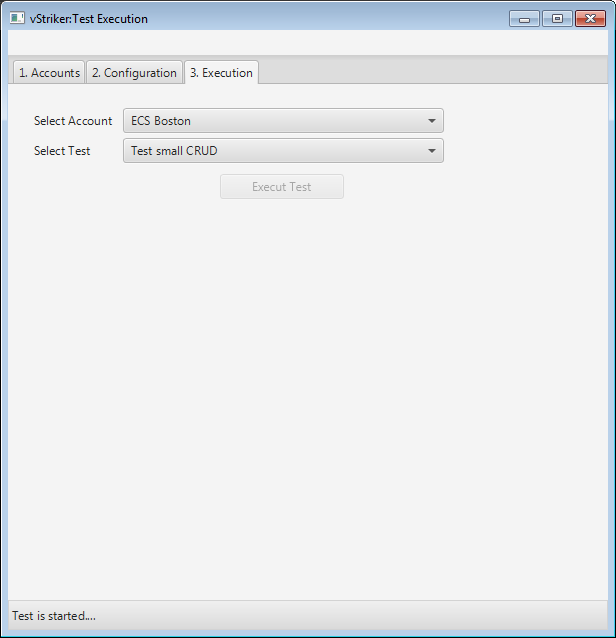 vStriker:Test Execution
1. Accounts 2. Configuration 3. Execution
Select Account ECS Boston
Select Test Test small CRUD
Execut Test
Test is started....